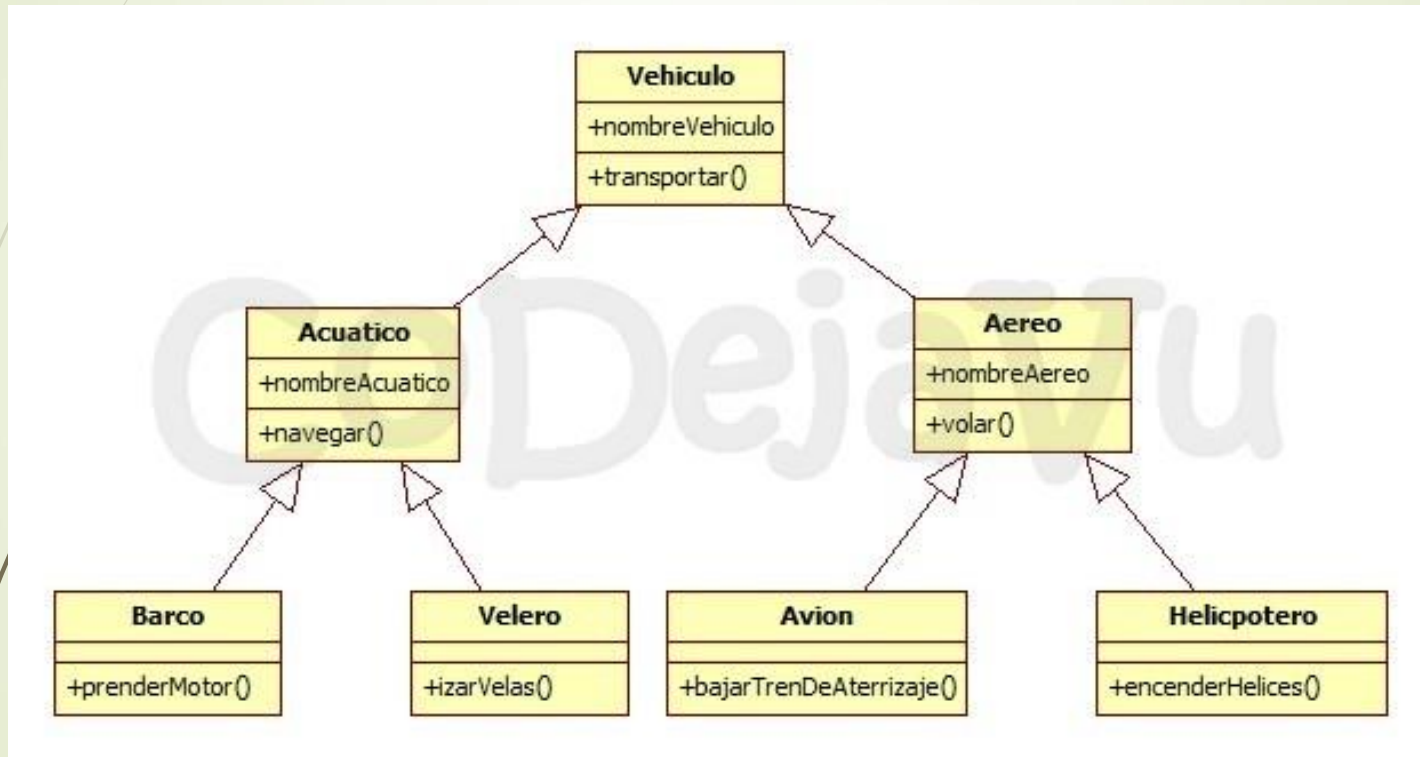 Vehiculo
+nombreVehiculo
+transportar()
CoDejaVu
Acuatico
+nombreAcuatico
+navegar()
Aereo
+nombreAereo
+volar()
Barco
+prenderMotor()
Velero
+izarVelas()
Avion
+bajarTrenDeAterrizaje()
Helicpotero
+encenderHelices()